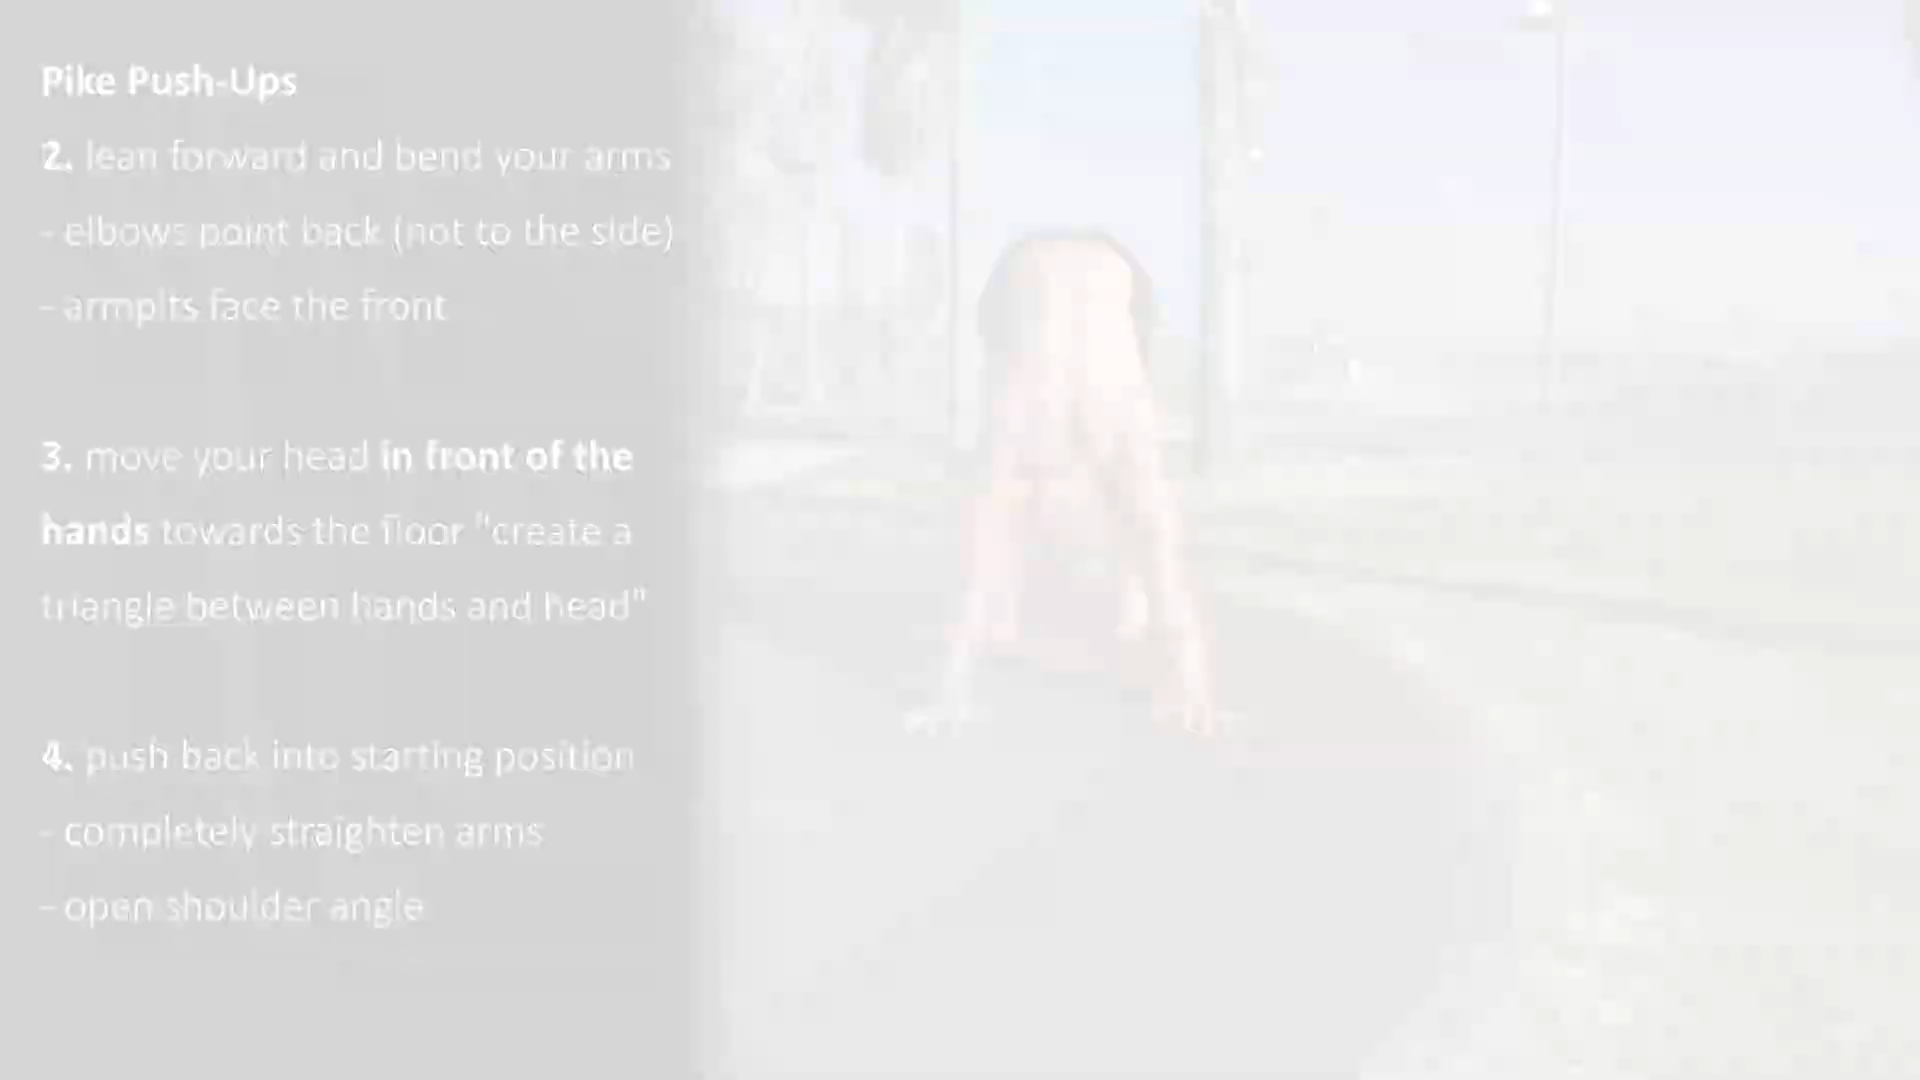 Pike Push-Ups
2. lean forward and bend your arms
- elbows point back (not to the side)
- armpits face the front
3. move your head in front of the
hands towards the floor "create a
triangle between hands and head"
4. push back into starting position
- completely straighten arms
- open shoulder angle